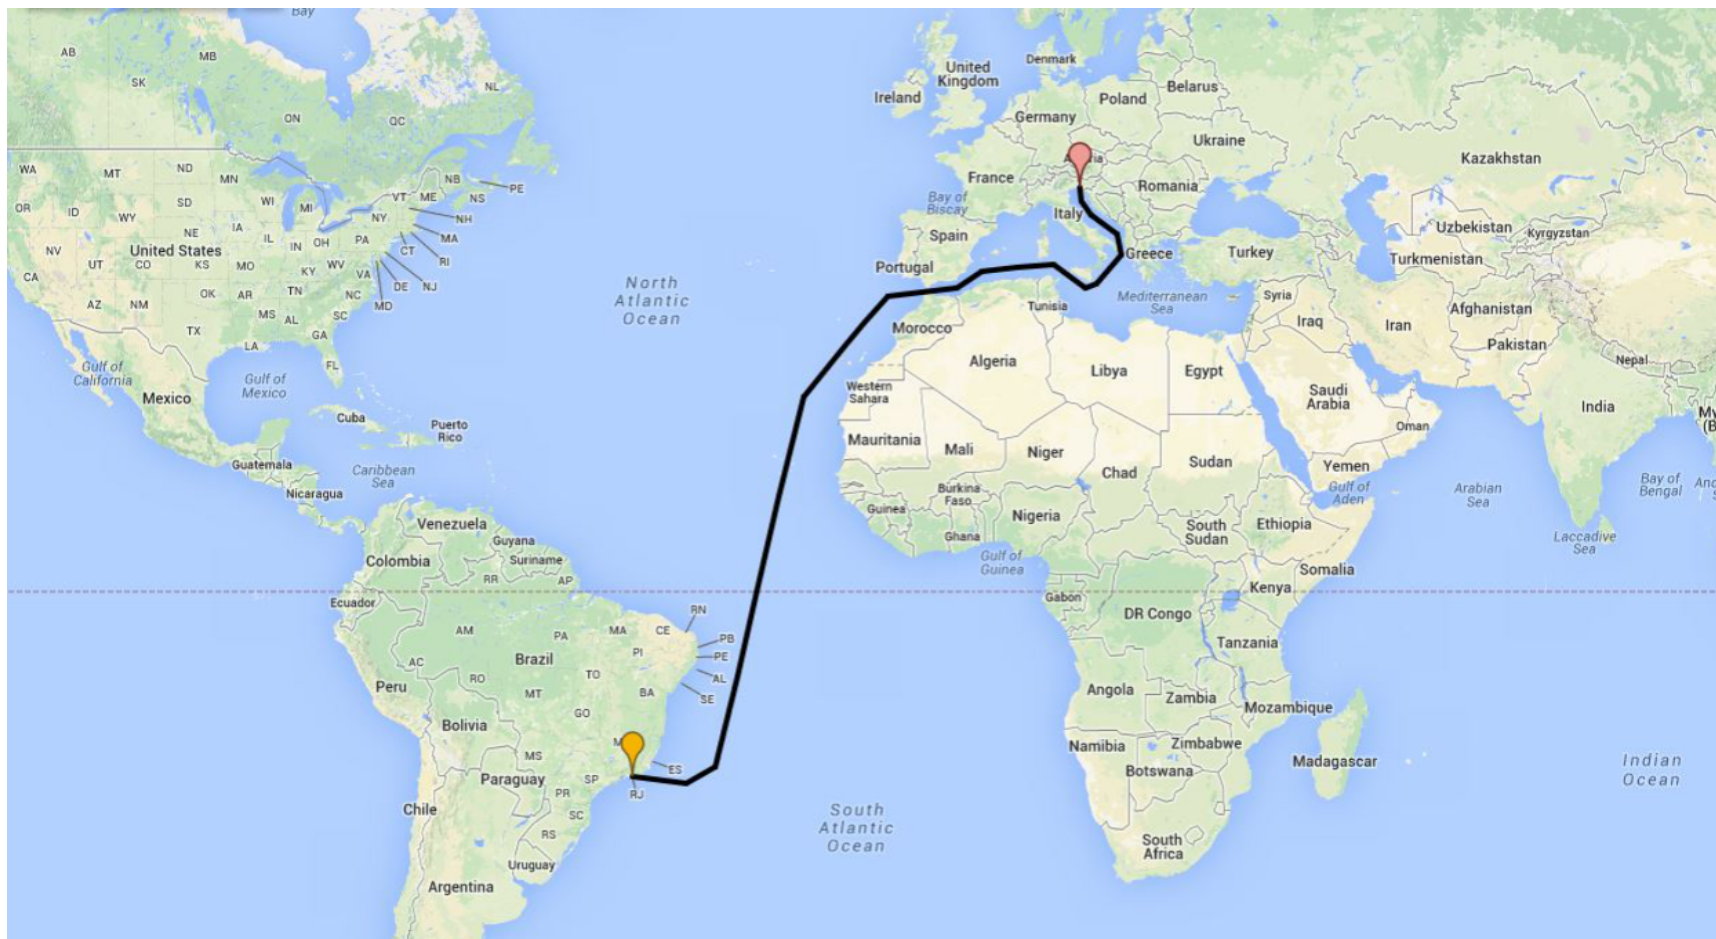 Bay
AB
MB
SK
NL
ON
QC
WA
MT
ND
MN
NB
PE
OR
ID
SD
WI
MI
VT
ME
NS
WY
NY
NH
NE
IA
MA
NV
United States
IL
IN
OH
PA
CT
RI
UT
CO
KS
MO
KY
WV
VA
DE
NJ
MD
CA
AZ
NM
OK
AR
TN
NC
TX
MS
AL
SC
GA
LA
FL
Gulf of
California
Gulf of
Mexico
Mexico
Cuba
Puerto
Rico
Guatemala
Caribbean
Sea
Nicaragua
North
Atlantic
Ocean
United
Kingdom
Ireland
Denmark
Germany
Poland
Belarus
Ukraine
Kazakhstan
France
Romania
Bay of
Biscay
Italy
Spain
Portugal
Greece
Turkey
Uzbekistan
Kyrgyzstan
Turkmenistan
Mediterranean
Sea
Tunisia
Syria
Iraq
Iran
Afghanistan
Pakistan
Nepal
Morocco
Algeria
Libya
Egypt
Western
Sahara
Saudi
Arabia
Oman
India
My
(B
Mauritania
Mali
Niger
Chad
Sudan
Yemen
Gulf of
Aden
Arabian
Sea
Bay of
Bengal
Burkina
Faso
Guinea
Ghana
Nigeria
South
Sudan
Ethiopia
Laccadive
Sea
Gulf of
Guinea
Somalia
Kenya
Gabon
DR Congo
Tanzania
Venezuela
Guyana
Suriname
Colombia
Ecuador
RR
AP
AM
PA
MA
CE
RN
PB
PI
PE
AL
SE
Brazil
TO
AC
RO
MT
BA
Peru
GO
Bolivia
MS
ES
Paraguay
SP
RJ
PR
SC
Chile
RS
Uruguay
Argentina
South
Atlantic
Ocean
Angola
Zambia
Mozambique
Namibia
Zimbabwe
Botswana
Madagascar
South
Africa
Indian
Ocean